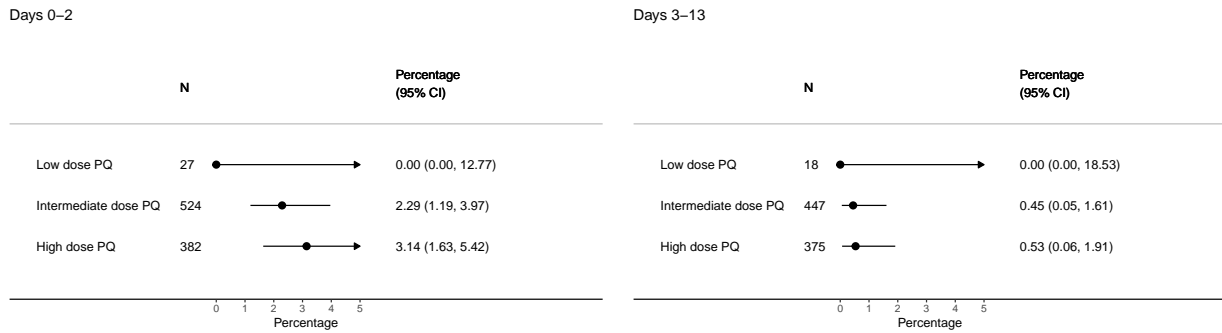 Days 0–2
N
Percentage
(95% CI)
Low dose PQ 27 0.00 (0.00, 12.77)
Intermediate dose PQ 524 2.29 (1.19, 3.97)
High dose PQ 382 3.14 (1.63, 5.42)
0 1 2 3 4 5
Percentage
Days 3–13
N
Percentage
(95% CI)
Low dose PQ 18 0.00 (0.00, 18.53)
Intermediate dose PQ 447 0.45 (0.05, 1.61)
High dose PQ 375 0.53 (0.06, 1.91)
0 1 2 3 4 5
Percentage